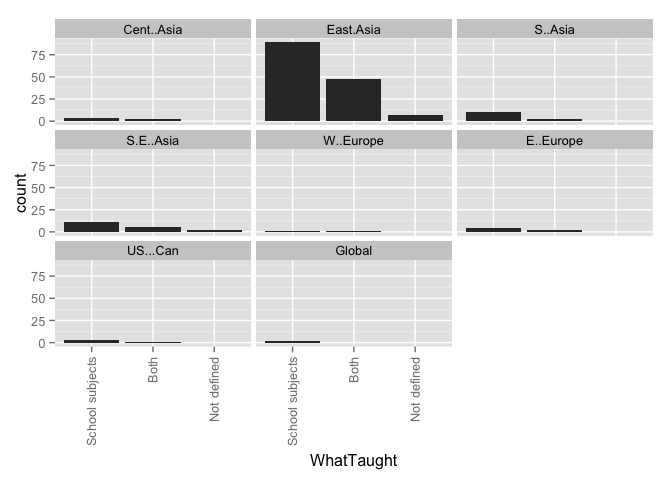 Cent..Asia
East.Asia
S..Asia
75
50
25
0
S.E..Asia
W..Europe
E..Europe
75
50
25
0
US...Can
Global
75
50
25
0
count
School subjects
Both
Not defined
School subjects
Both
Not defined
WhatTaught